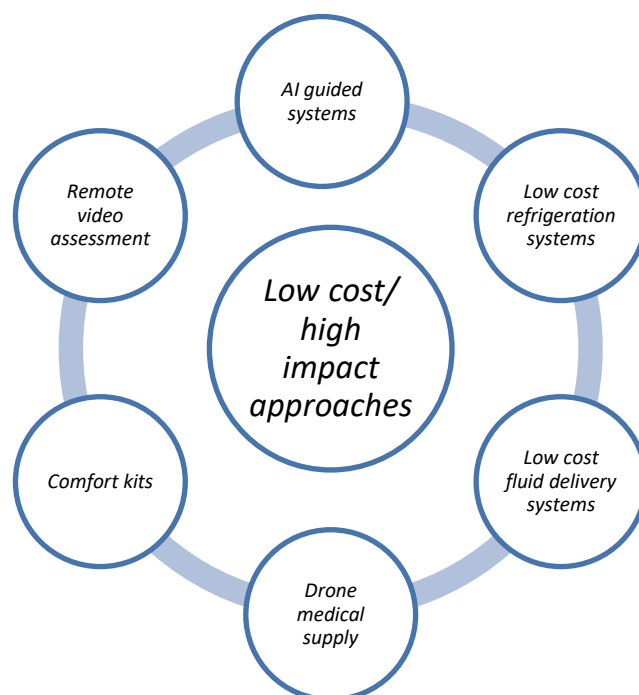 AI guided
systems
Low cost
refrigeration
systems
Low cost
fluid delivery
systems
Drone
medical
supply
Comfort kits
Remote
video
assessment
Low cost/
high
impact
approaches